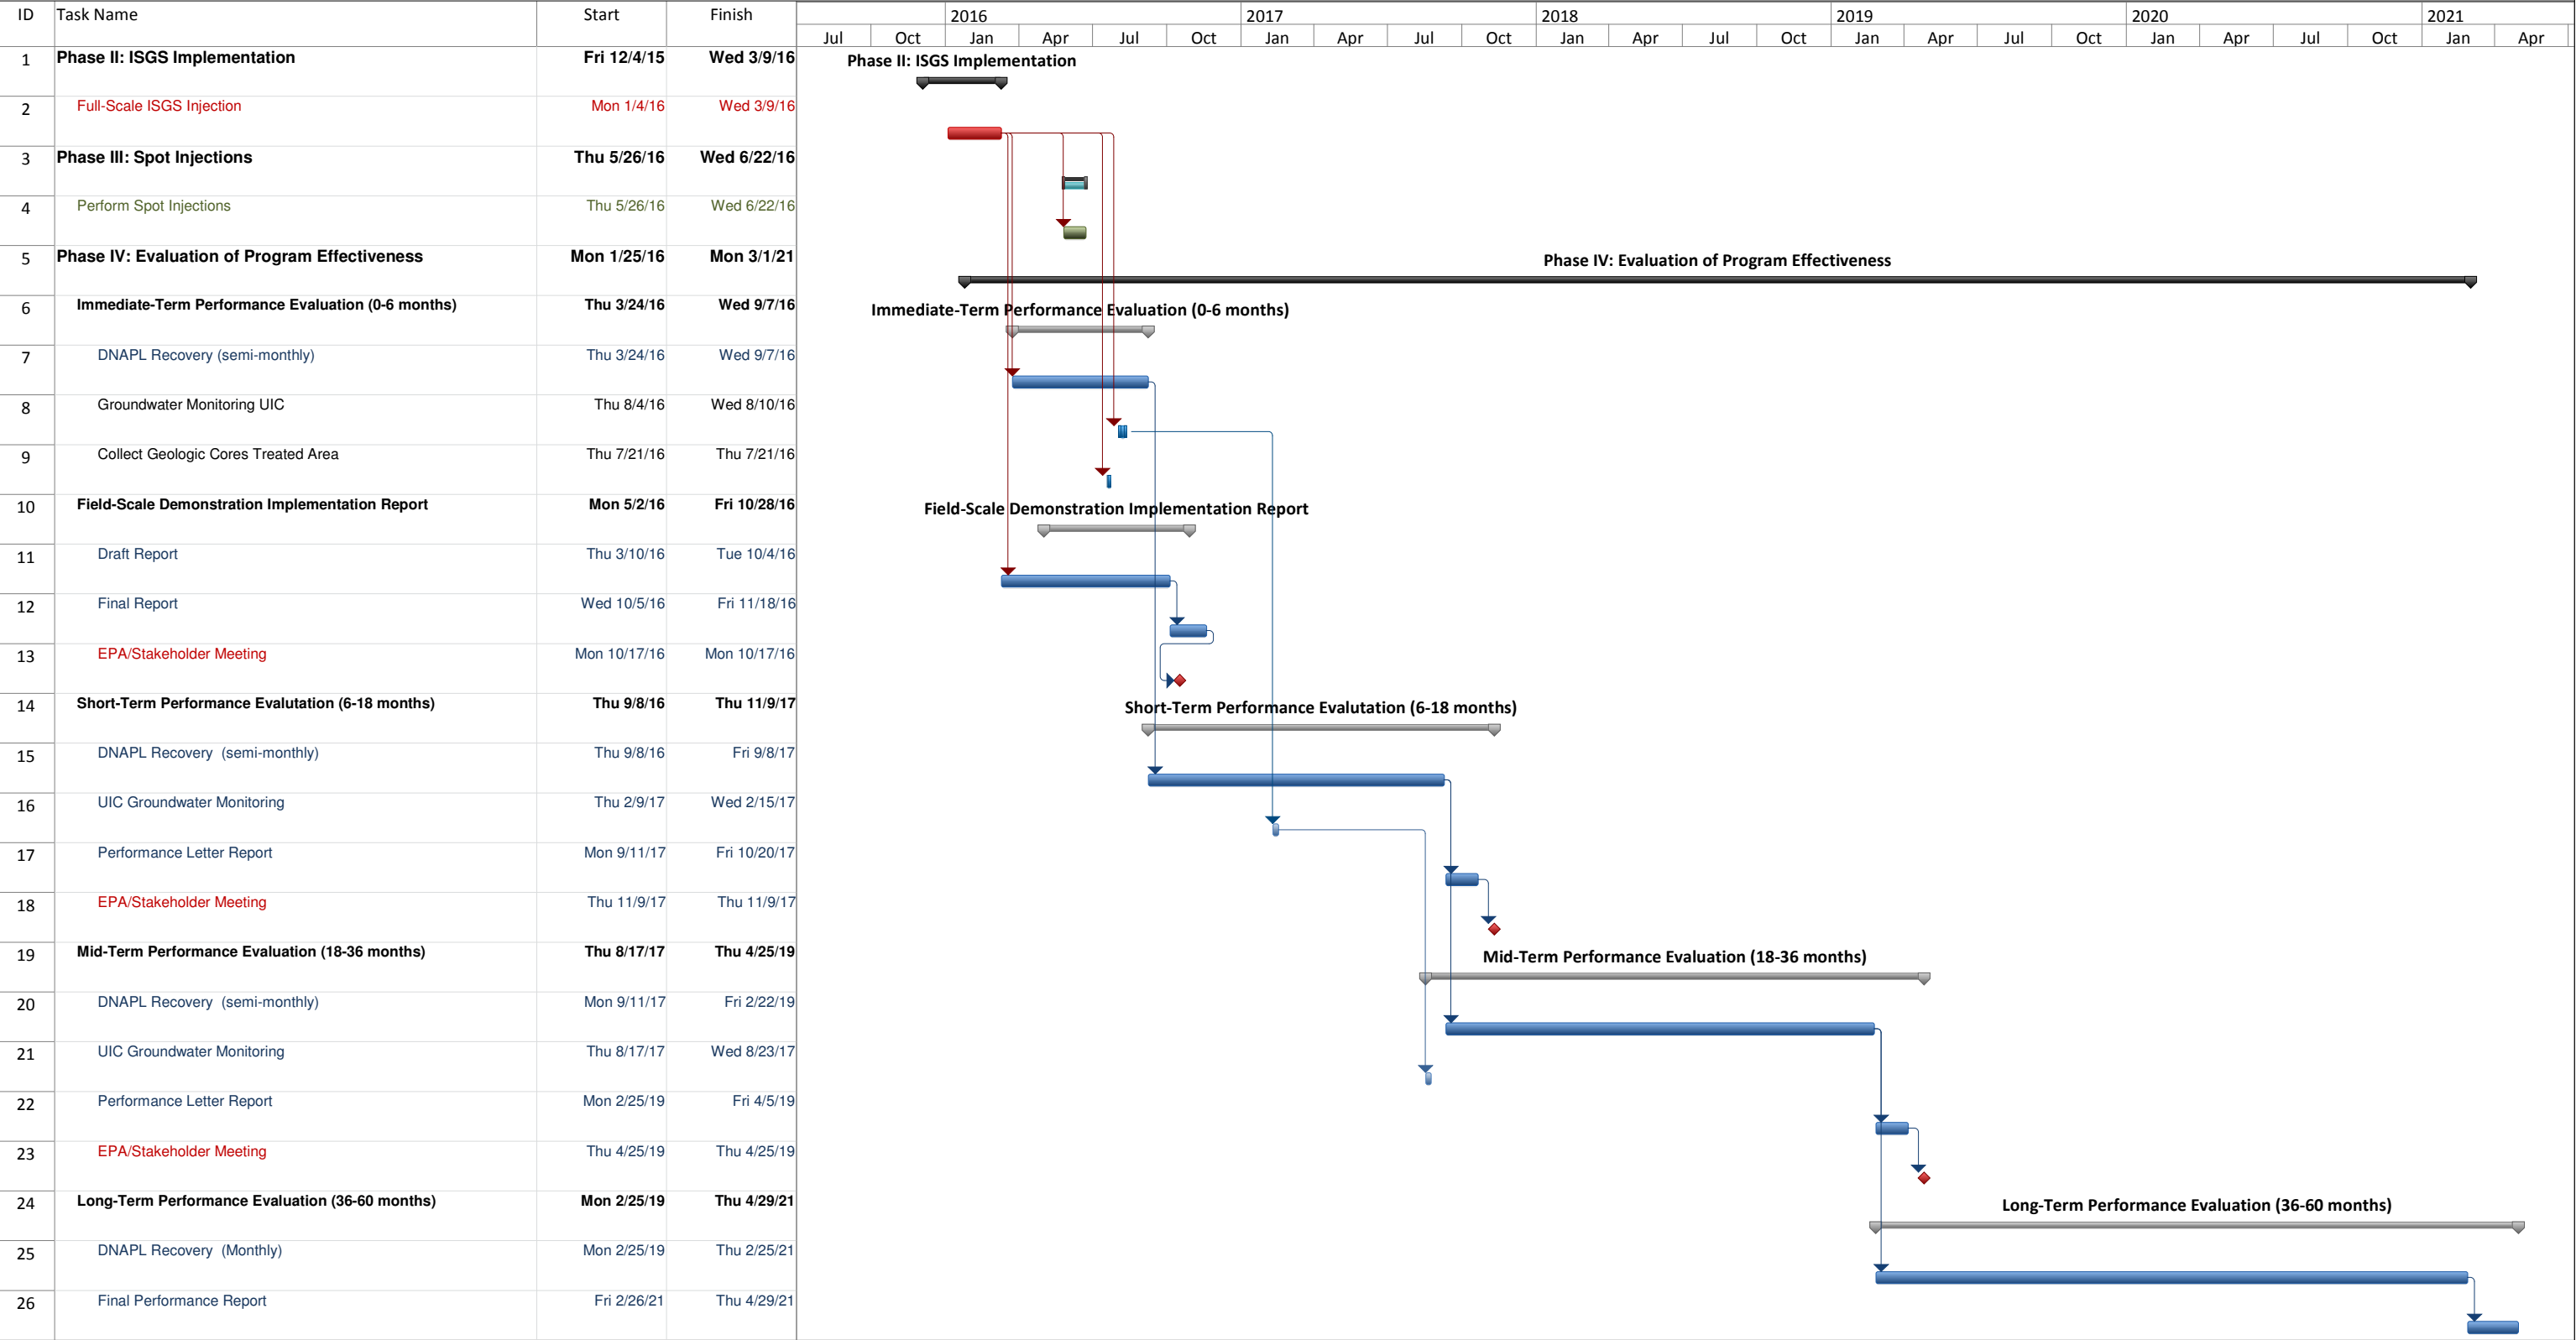 ID Task Name Start Finish 2016 2017 2018 2019 2020 2021
Jul Oct Jan Apr Jul Oct Jan Apr Jul Oct Jan Apr Jul Oct Jan Apr Jul Oct Jan Apr Jul Oct Jan Apr
1 Phase II: ISGS Implementation Fri 12/4/15 Wed 3/9/16 Phase II: ISGS Implementation
2 Full-Scale ISGS Injection Mon 1/4/16 Wed 3/9/16
3 Phase III: Spot Injections Thu 5/26/16 Wed 6/22/16
4 Perform Spot Injections Thu 5/26/16 Wed 6/22/16
5 Phase IV: Evaluation of Program Effectiveness Mon 1/25/16 Mon 3/1/21 Phase IV: Evaluation of Program Effectiveness
6 Immediate-Term Performance Evaluation (0-6 months) Thu 3/24/16 Wed 9/7/16 Immediate-Term Performance Evaluation (0-6 months)
7 DNAPL Recovery (semi-monthly) Thu 3/24/16 Wed 9/7/16
8 Groundwater Monitoring UIC Thu 8/4/16 Wed 8/10/16
9 Collect Geologic Cores Treated Area Thu 7/21/16 Thu 7/21/16
10 Field-Scale Demonstration Implementation Report Mon 5/2/16 Fri 10/28/16 Field-Scale Demonstration Implementation Report
11 Draft Report Thu 3/10/16 Tue 10/4/16
12 Final Report Wed 10/5/16 Fri 11/18/16
13 EPA/Stakeholder Meeting Mon 10/17/16 Mon 10/17/16
14 Short-Term Performance Evalutation (6-18 months) Thu 9/8/16 Thu 11/9/17 Short-Term Performance Evalutation (6-18 months)
15 DNAPL Recovery (semi-monthly) Thu 9/8/16 Fri 9/8/17
16 UIC Groundwater Monitoring Thu 2/9/17 Wed 2/15/17
17 Performance Letter Report Mon 9/11/17 Fri 10/20/17
18 EPA/Stakeholder Meeting Thu 11/9/17 Thu 11/9/17
19 Mid-Term Performance Evaluation (18-36 months) Thu 8/17/17 Thu 4/25/19 Mid-Term Performance Evaluation (18-36 months)
20 DNAPL Recovery (semi-monthly) Mon 9/11/17 Fri 2/22/19
21 UIC Groundwater Monitoring Thu 8/17/17 Wed 8/23/17
22 Performance Letter Report Mon 2/25/19 Fri 4/5/19
23 EPA/Stakeholder Meeting Thu 4/25/19 Thu 4/25/19
24 Long-Term Performance Evaluation (36-60 months) Mon 2/25/19 Thu 4/29/21 Long-Term Performance Evaluation (36-60 months)
25 DNAPL Recovery (Monthly) Mon 2/25/19 Thu 2/25/21
26 Final Performance Report Fri 2/26/21 Thu 4/29/21